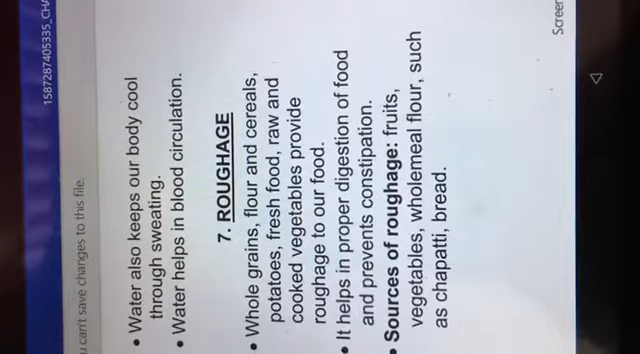 1587287405335_CHA
u can't save changes to this file.
• Water also keeps our body cool
through sweating.
• Water helps in blood circulation.
7. ROUGHAGE
• Whole grains, flour and cereals,
potatoes, fresh food, raw and
cooked vegetables provide
roughage to our food.
• It helps in proper digestion of food
and prevents constipation.
• Sources of roughage: fruits,
vegetables, wholemeal flour, such
as chapatti, bread.
Screen